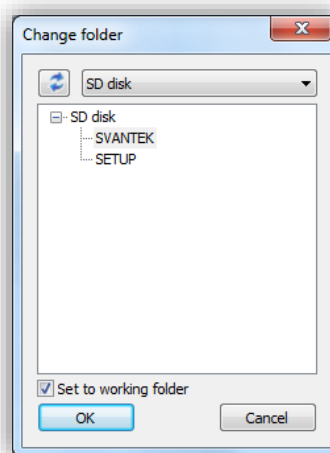 Change folder
SD disk
SD disk
SVANTEK
SETUP
Set to working folder
OK Cancel